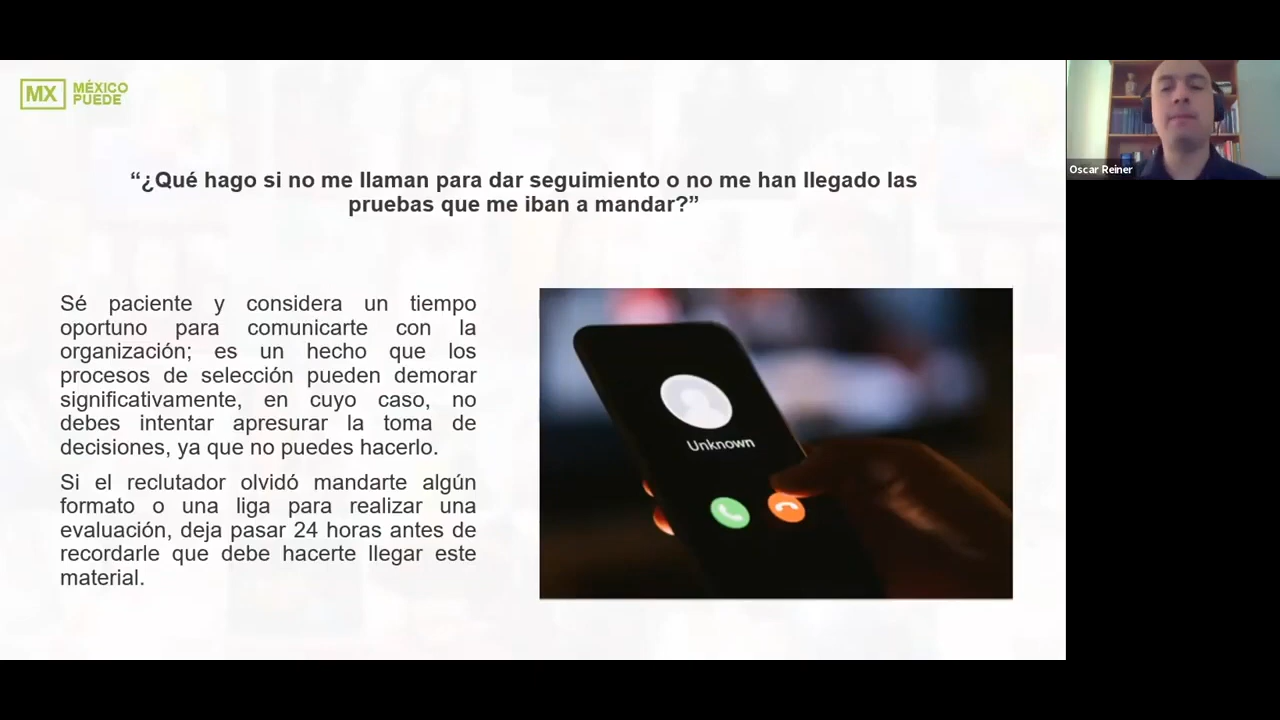 MX MÉXICO
PUEDE
“¿Qué hago si no me llaman para dar seguimiento o no me han llegado las
pruebas que me iban a mandar?”
Sé paciente y considera un tiempo
oportuno para comunicarte con la
organización; es un hecho que los
procesos de selección pueden demorar
significativamente, en cuyo caso, no
debes intentar apresurar la toma de
decisiones, ya que no puedes hacerlo.
Si el reclutador olvidó mandarte algún
formato o una liga para realizar una
evaluación, deja pasar 24 horas antes de
recordarle que debe hacerte llegar este
material.
Unknown
Oscar Reiner